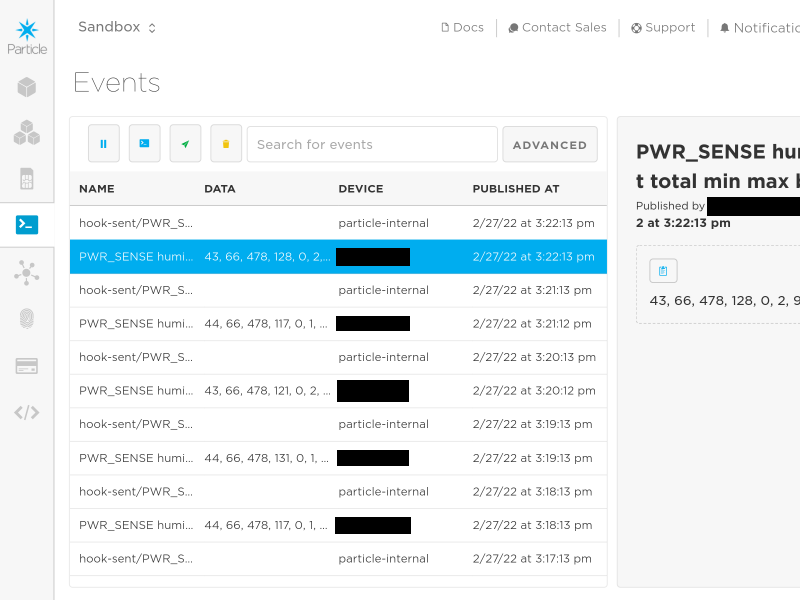 Particle
Sandbox
Docs
Contact Sales
Support
Notificatio
Events
Search for events
ADVANCED
NAME DATA DEVICE PUBLISHED AT
hook-sent/PWR_S... particle-internal 2/27/22 at 3:22:13 pm
PWR_SENSE humi... 43, 66, 478, 128, 0, 2,... 2/27/22 at 3:22:13 pm
hook-sent/PWR_S... particle-internal 2/27/22 at 3:21:13 pm
PWR_SENSE humi... 44, 66, 478, 117, 0, 1, ... 2/27/22 at 3:21:12 pm
hook-sent/PWR_S... particle-internal 2/27/22 at 3:20:13 pm
PWR_SENSE humi... 43, 66, 478, 121, 0, 2, ... 2/27/22 at 3:20:12 pm
hook-sent/PWR_S... particle-internal 2/27/22 at 3:19:13 pm
PWR_SENSE humi... 44, 66, 478, 131, 0, 1, ... 2/27/22 at 3:19:13 pm
hook-sent/PWR_S... particle-internal 2/27/22 at 3:18:13 pm
PWR_SENSE humi... 44, 66, 478, 117, 0, 1, ... 2/27/22 at 3:18:13 pm
hook-sent/PWR_S... particle-internal 2/27/22 at 3:17:13 pm
PWR_SENSE hu
t total min max
Published by
2 at 3:22:13 pm
43, 66, 478, 128, 0, 2, 9